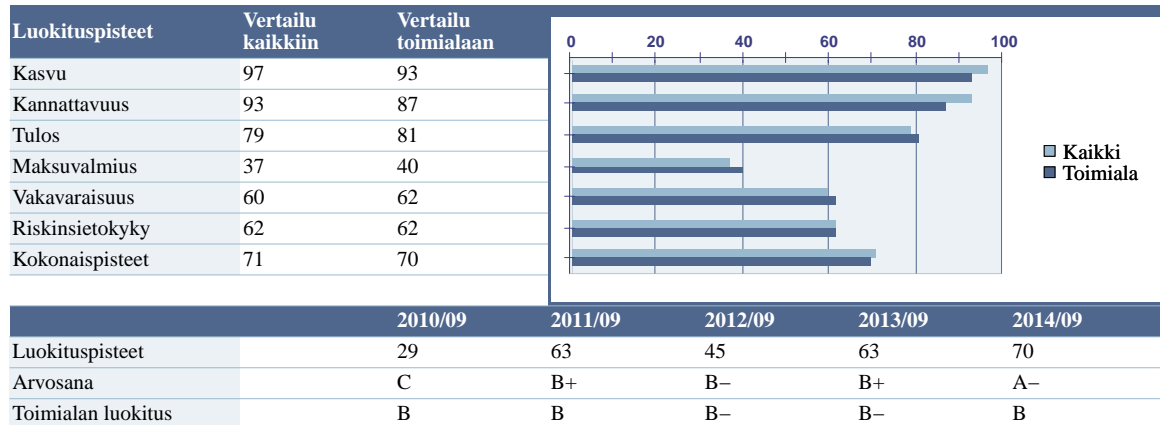 Luokituspisteet Vertailu kaikkiin Vertailu toimialaan
Kasvu 97 93
Kannattavuus 93 87
Tulos 79 81
Maksuvalmius 37 40
Vakavaraisuus 60 62
Riskinsietokyky 62 62
Kokonaispisteet 71 70
0 20 40 60 80 100
Kaikki
Toimiala
2010/09 2011/09 2012/09 2013/09 2014/09
Luokituspisteet 29 63 45 63 70
Arvosana C B+ B− B+ A−
Toimialan luokitus B B B− B− B